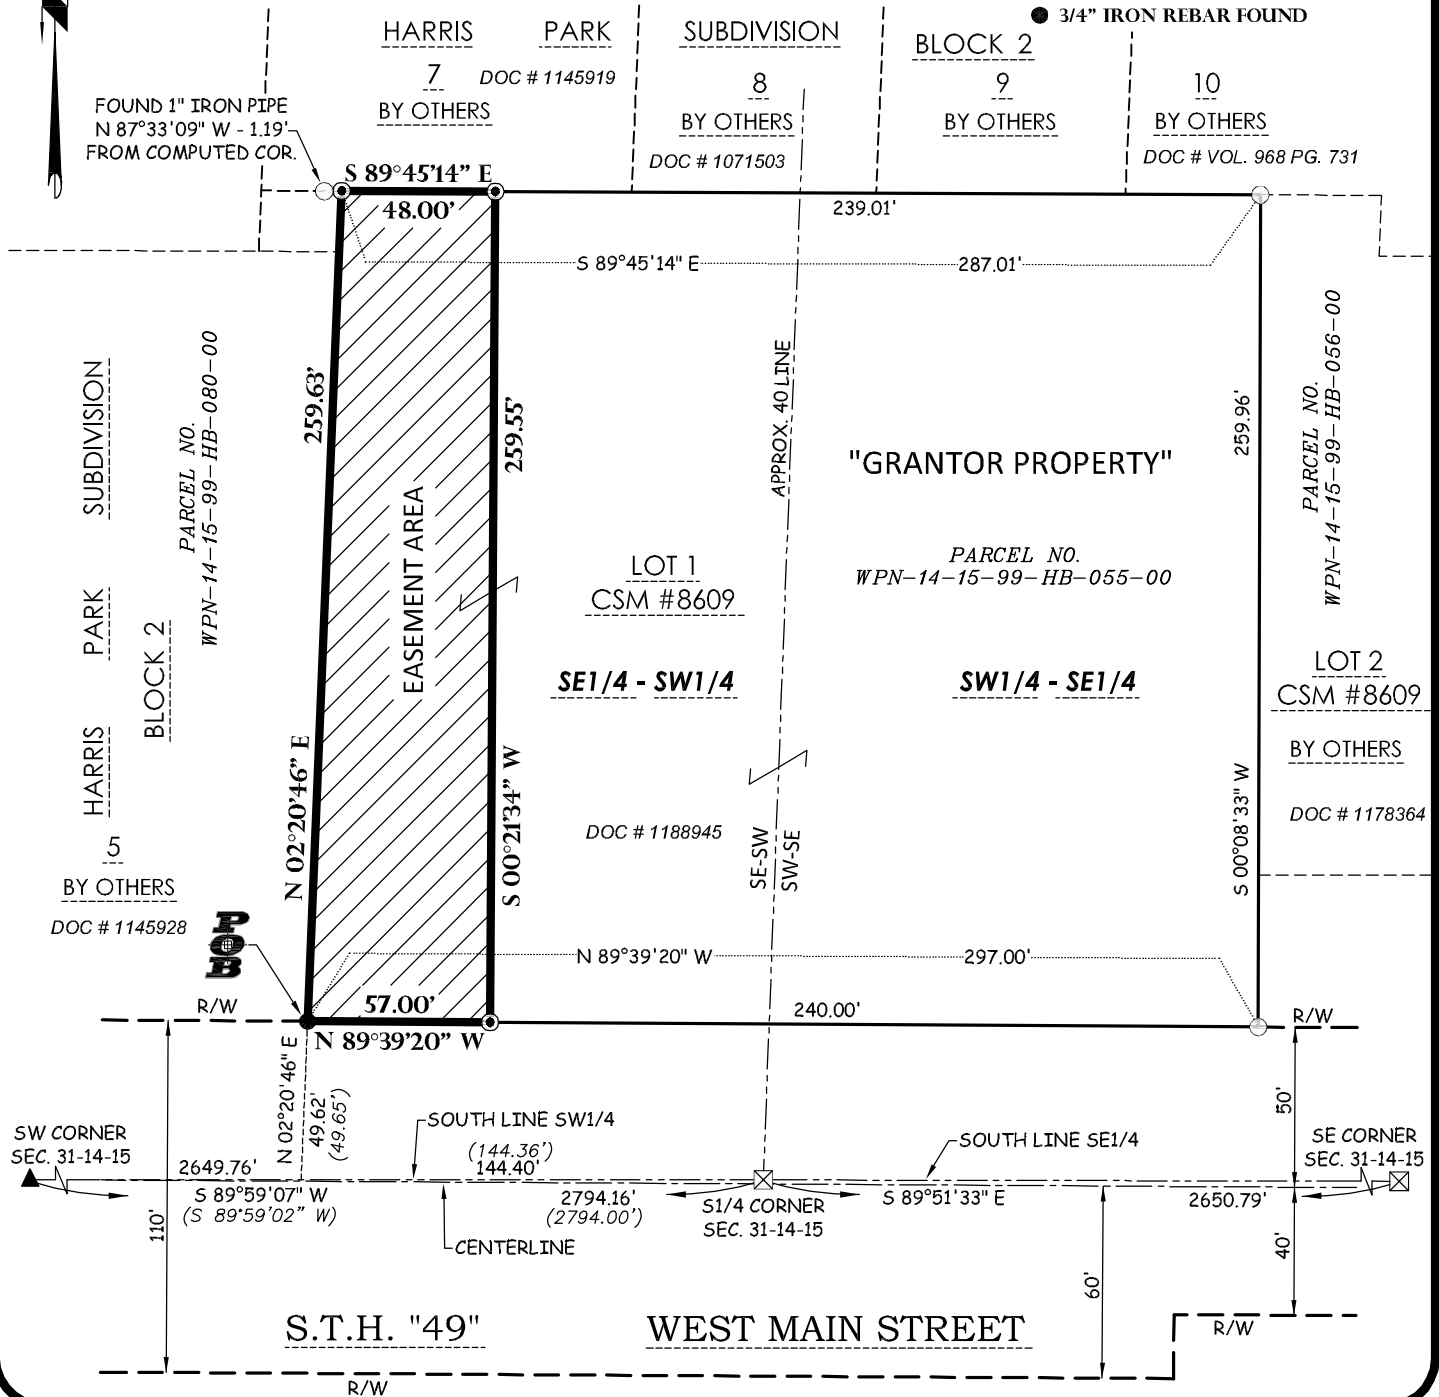 3/4" IRON REBAR FOUND
HARRIS PARK SUBDIVISION
BLOCK 2
7
DOC # 1145919
BY OTHERS
8
BY OTHERS
DOC # 1071503
9
BY OTHERS
10
BY OTHERS
DOC # VOL. 968 PG. 731
FOUND 1" IRON PIPE
N 87°33'09" W - 1.19'
FROM COMPUTED COR.
S 89°45'14" E
48.00'
239.01'
S 89°45'14" E
287.01'
259.63'
N 02°20'46" E
259.55'
S 00°21'34" W
EASEMENT AREA
APPROX. 40 LINE
"GRANTOR PROPERTY"
PARCEL NO.
WPN-14-15-99-HB-055-00
LOT 1
CSM #8609
SE1/4 - SW1/4
SW1/4 - SE1/4
DOC # 1188945
SE-SW
SW-SE
259.96'
S 00°08'33" W
PARCEL NO.
WPN-14-15-99-HB-056-00
LOT 2
CSM #8609
BY OTHERS
DOC # 1178364
HARRIS PARK SUBDIVISION
BLOCK 2
PARCEL NO.
WPN-14-15-99-HB-080-00
5
BY OTHERS
DOC # 1145928
POB
N 89°39'20" W
297.00'
R/W
57.00'
N 89°39'20" W
240.00'
R/W
N 02°20'46" E
49.62'
(49.65')
50'
SW CORNER
SEC. 31-14-15
SOUTH LINE SW1/4
(144.36')
144.40'
SOUTH LINE SE1/4
SE CORNER
SEC. 31-14-15
2649.76'
S 89°59'07" W
(S 89°59'02" W)
2794.16'
(2794.00')
S1/4 CORNER
SEC. 31-14-15
S 89°51'33" E
2650.79'
110'
CENTERLINE
60'
40'
S.T.H. "49"
WEST MAIN STREET
R/W
R/W